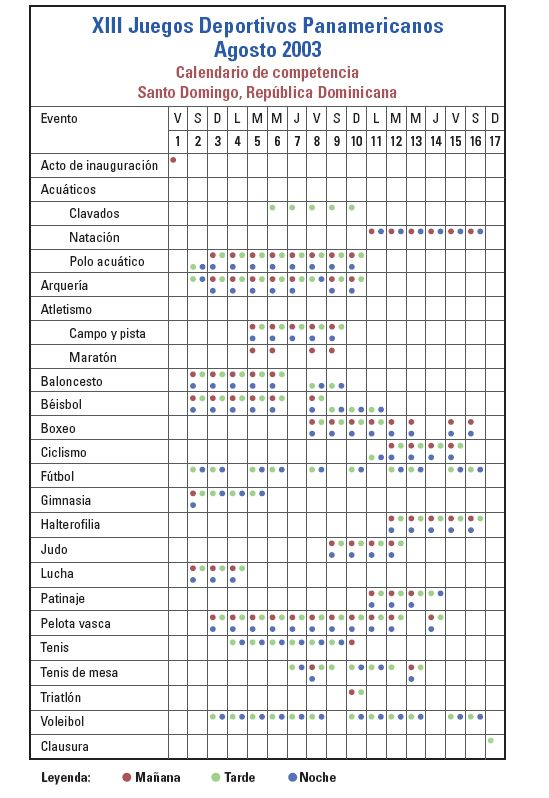 XIII Juegos Deportivos Panamericanos
Agosto 2003
Calendario de competencia
Santo Domingo, República Dominicana
Evento V S D L M M J V S D L M M J V S D
1 2 3 4 5 6 7 8 9 10 11 12 13 14 15 16 17
Acto de inauguración
Acuáticos
Clavados
Natación
Polo acuático
Arquería
Atletismo
Campo y pista
Maratón
Baloncesto
Béisbol
Boxeo
Ciclismo
Fútbol
Gimnasia
Halterofilia
Judo
Lucha
Patinaje
Pelota vasca
Tenis
Tenis de mesa
Triatlón
Voleibol
Clausura
Leyenda: Mañana Tarde Noche